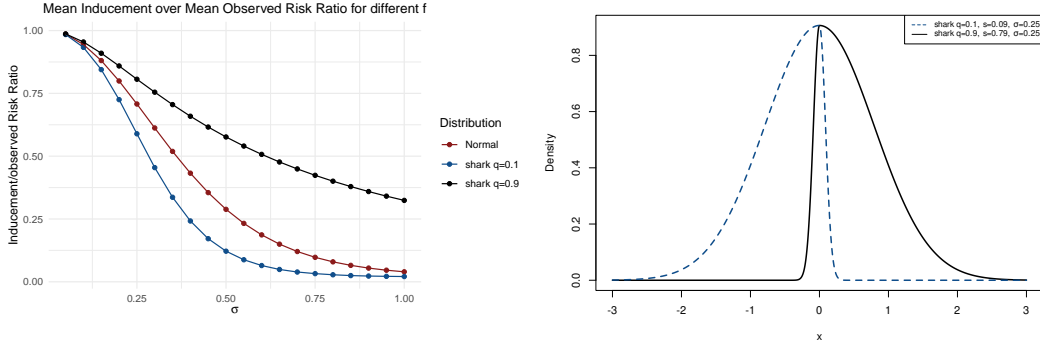 Mean Inducement over Mean Observed Risk Ratio for different f
Inducement/observed Risk Ratio
1.00
0.75
0.50
0.25
0.00
0.25
0.50
0.75
1.00
σ
Distribution
Normal
shark q=0.1
shark q=0.9
Density
0.8
0.6
0.4
0.2
0.0
-3
-2
-1
0
1
2
3
x
shark q=0.1, s=0.09, σ=0.25
shark q=0.9, s=0.79, σ=0.25